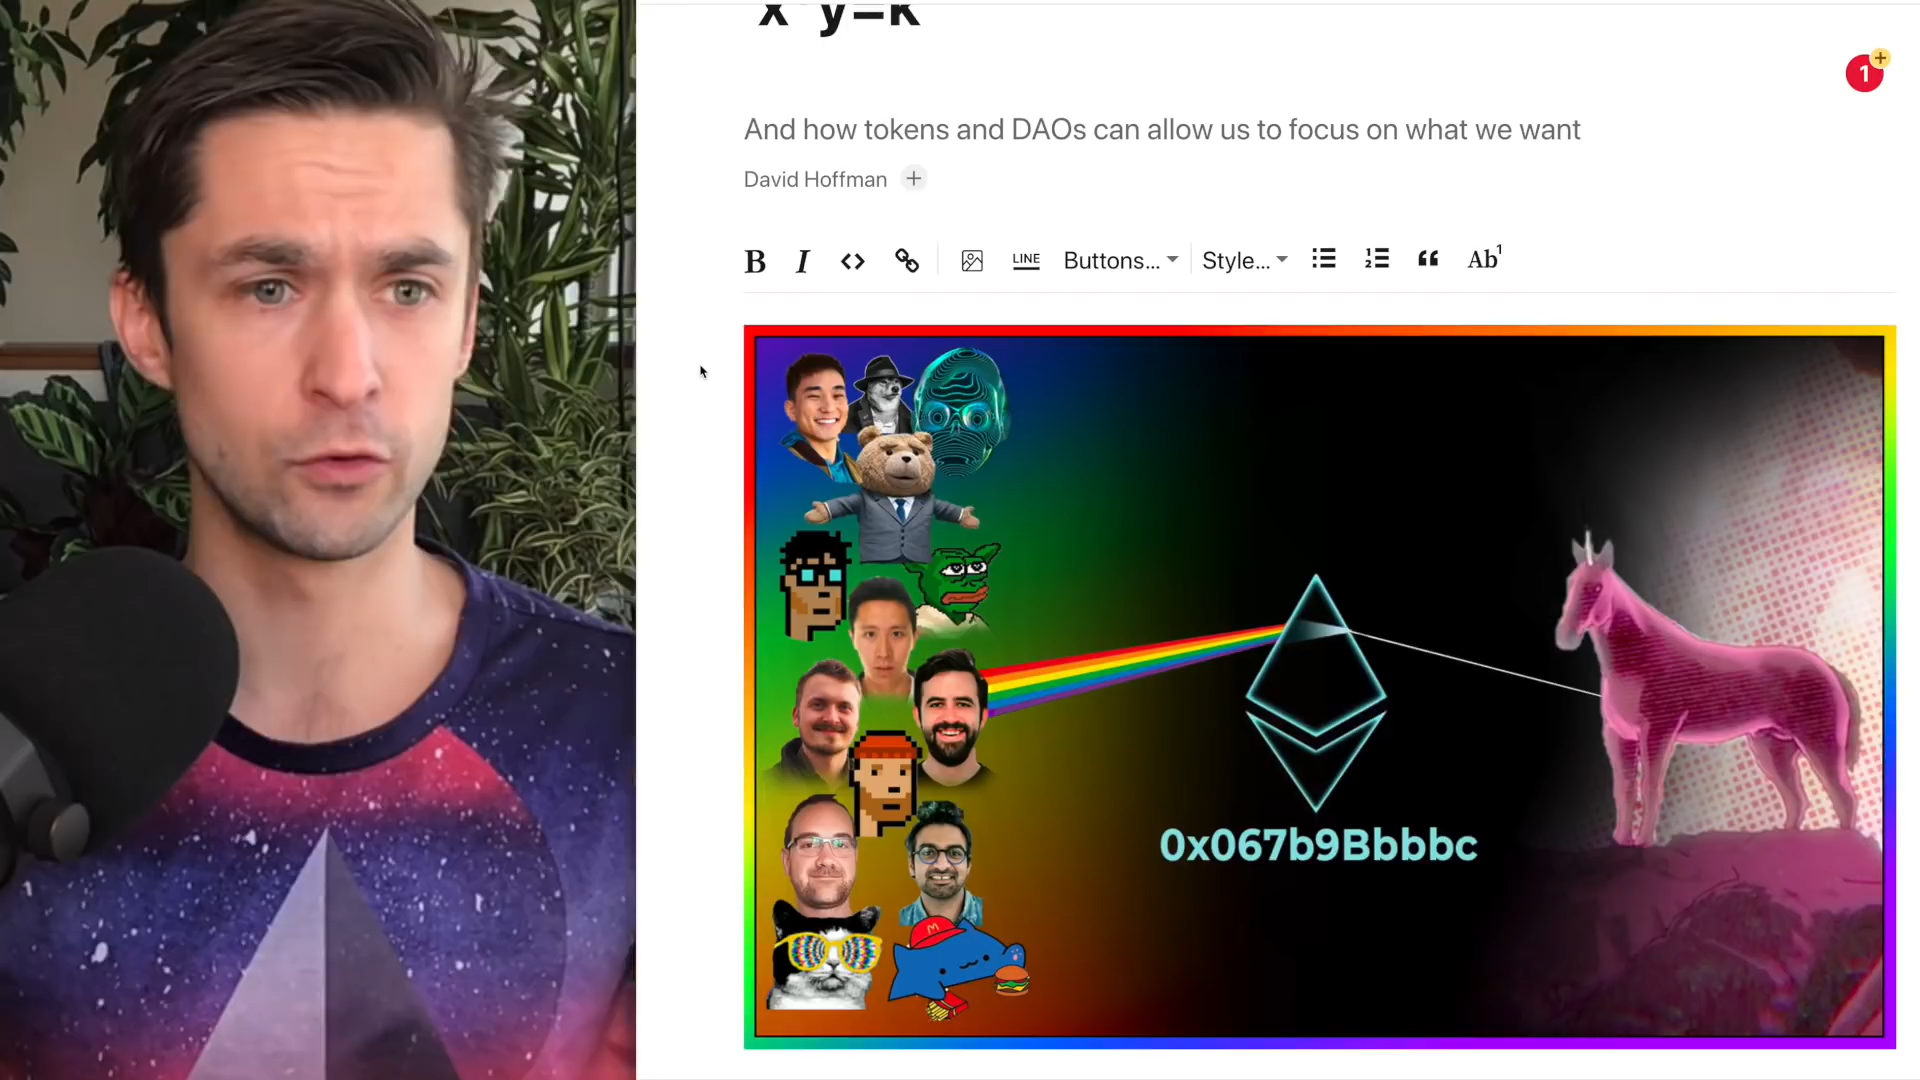 x*y=k
1
+
And how tokens and DAOs can allow us to focus on what we want
David Hoffman +
B I <> LINE Buttons... Style... “ Ab¹
M
0x067b9Bbbbc